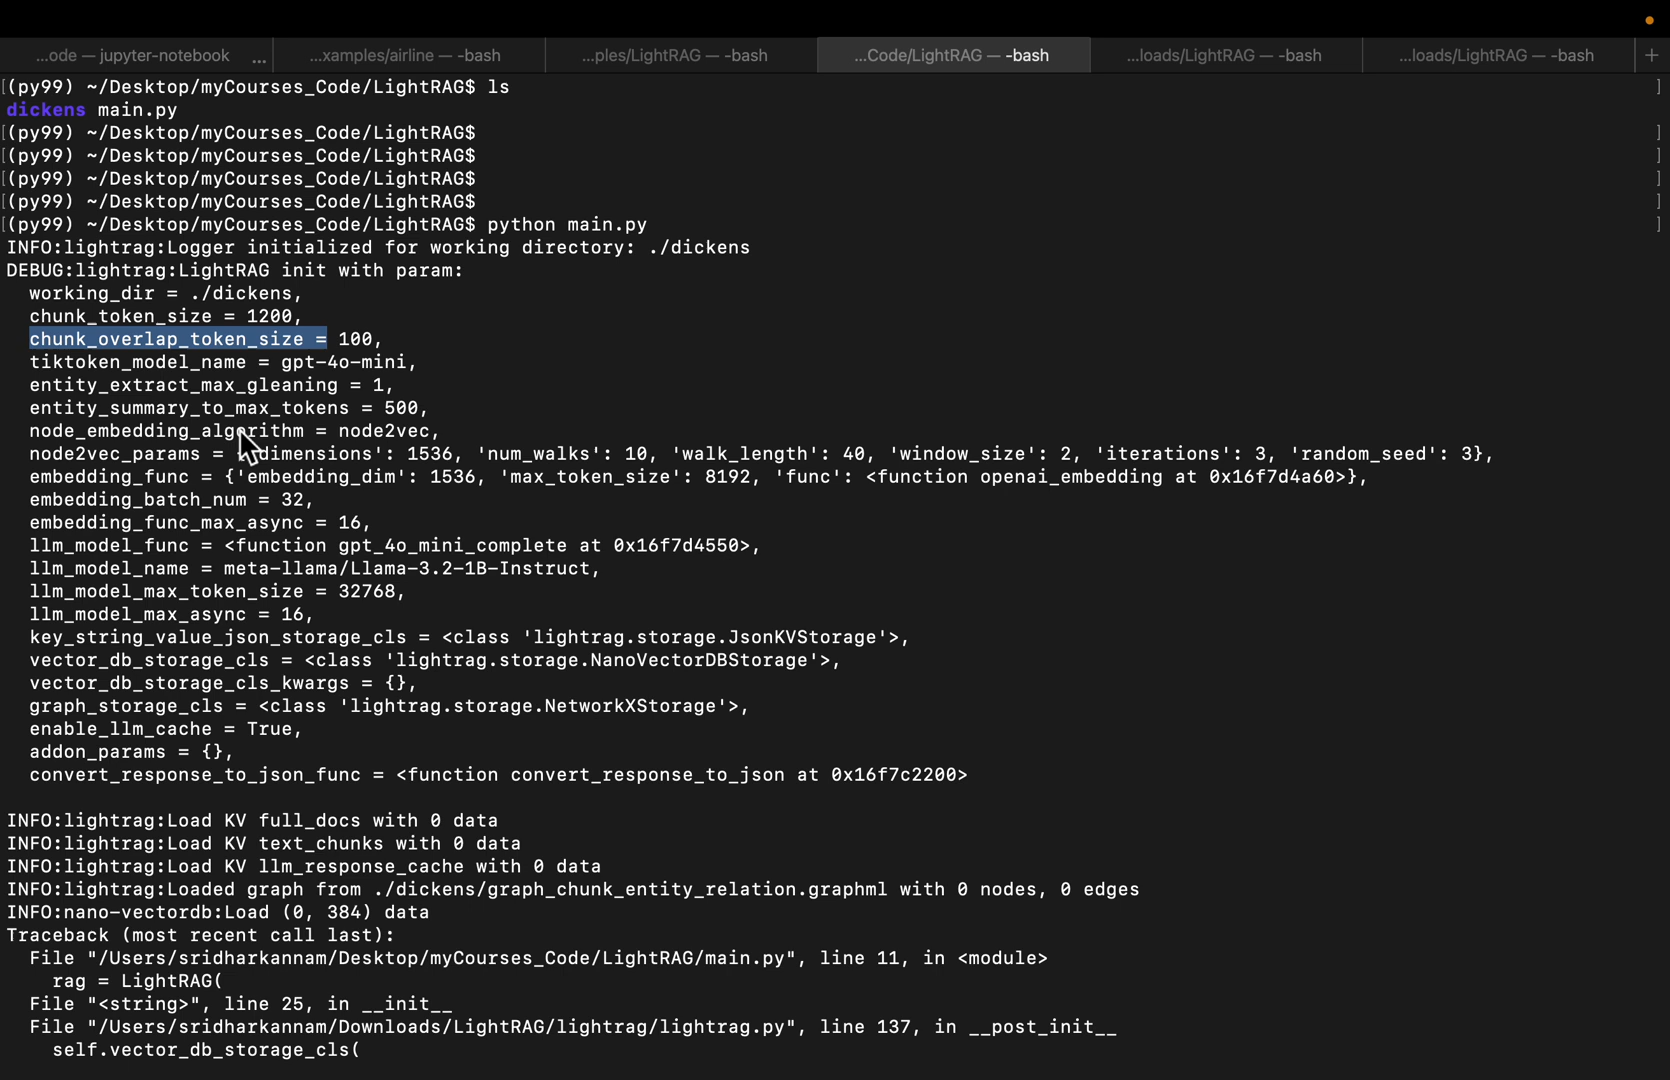 ...ode — jupyter-notebook ...
...xamples/airline — -bash
...ples/LightRAG — -bash
...Code/LightRAG — -bash
...loads/LightRAG — -bash
...loads/LightRAG — -bash
+
[(py99) ~/Desktop/myCourses_Code/LightRAG$ ls ]
dickens main.py
[(py99) ~/Desktop/myCourses_Code/LightRAG$ ]
[(py99) ~/Desktop/myCourses_Code/LightRAG$ ]
[(py99) ~/Desktop/myCourses_Code/LightRAG$ ]
[(py99) ~/Desktop/myCourses_Code/LightRAG$ ]
[(py99) ~/Desktop/myCourses_Code/LightRAG$ python main.py ]
INFO:lightrag:Logger initialized for working directory: ./dickens
DEBUG:lightrag:LightRAG init with param:
  working_dir = ./dickens,
  chunk_token_size = 1200,
  chunk_overlap_token_size = 100,
  tiktoken_model_name = gpt-4o-mini,
  entity_extract_max_gleaning = 1,
  entity_summary_to_max_tokens = 500,
  node_embedding_algorithm = node2vec,
  node2vec_params = {'dimensions': 1536, 'num_walks': 10, 'walk_length': 40, 'window_size': 2, 'iterations': 3, 'random_seed': 3},
  embedding_func = {'embedding_dim': 1536, 'max_token_size': 8192, 'func': <function openai_embedding at 0x16f7d4a60>},
  embedding_batch_num = 32,
  embedding_func_max_async = 16,
  llm_model_func = <function gpt_4o_mini_complete at 0x16f7d4550>,
  llm_model_name = meta-llama/Llama-3.2-1B-Instruct,
  llm_model_max_token_size = 32768,
  llm_model_max_async = 16,
  key_string_value_json_storage_cls = <class 'lightrag.storage.JsonKVStorage'>,
  vector_db_storage_cls = <class 'lightrag.storage.NanoVectorDBStorage'>,
  vector_db_storage_cls_kwargs = {},
  graph_storage_cls = <class 'lightrag.storage.NetworkXStorage'>,
  enable_llm_cache = True,
  addon_params = {},
  convert_response_to_json_func = <function convert_response_to_json at 0x16f7c2200>
INFO:lightrag:Load KV full_docs with 0 data
INFO:lightrag:Load KV text_chunks with 0 data
INFO:lightrag:Load KV llm_response_cache with 0 data
INFO:lightrag:Loaded graph from ./dickens/graph_chunk_entity_relation.graphml with 0 nodes, 0 edges
INFO:nano-vectordb:Load (0, 384) data
Traceback (most recent call last):
  File "/Users/sridharkannam/Desktop/myCourses_Code/LightRAG/main.py", line 11, in <module>
    rag = LightRAG(
  File "<string>", line 25, in __init__
  File "/Users/sridharkannam/Downloads/LightRAG/lightrag/lightrag.py", line 137, in __post_init__
    self.vector_db_storage_cls(